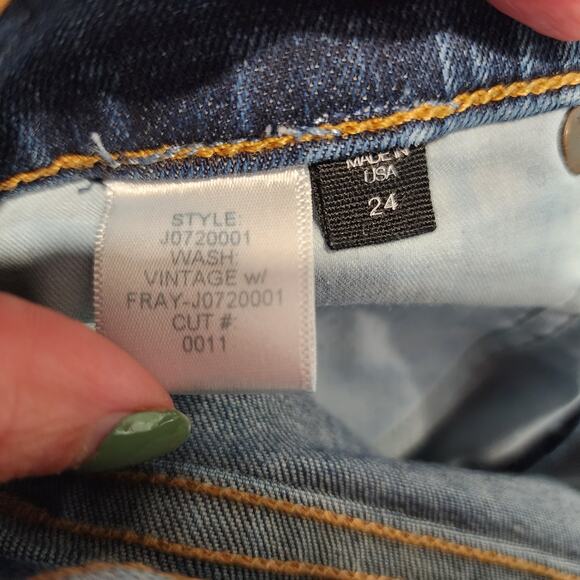 STYLE:
J0720001
WASH:
VINTAGE w/
FRAY-J0720001
CUT #:
0011
MADE IN
USA
24